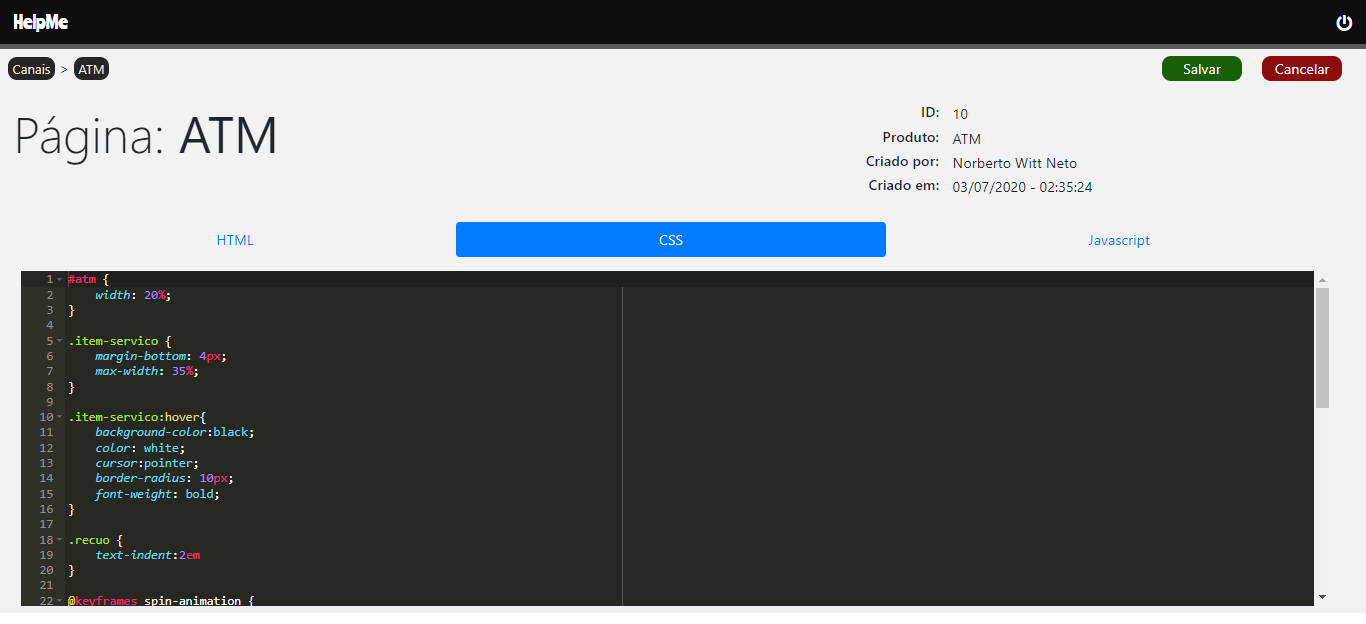 HelpMe
Canais > ATM
Salvar Cancelar
Página: ATM
ID: 10
Produto: ATM
Criado por: Norberto Witt Neto
Criado em: 03/07/2020 - 02:35:24
HTML CSS Javascript
1 #atm {
2     width: 20%;
3 }
4
5 .item-servico {
6     margin-bottom: 4px;
7     max-width: 35%;
8 }
9
10 .item-servico:hover{
11     background-color:black;
12     color: white;
13     cursor:pointer;
14     border-radius: 10px;
15     font-weight: bold;
16 }
17
18 .recuo {
19     text-indent:2em
20 }
21
22 @keyframes spin-animation {